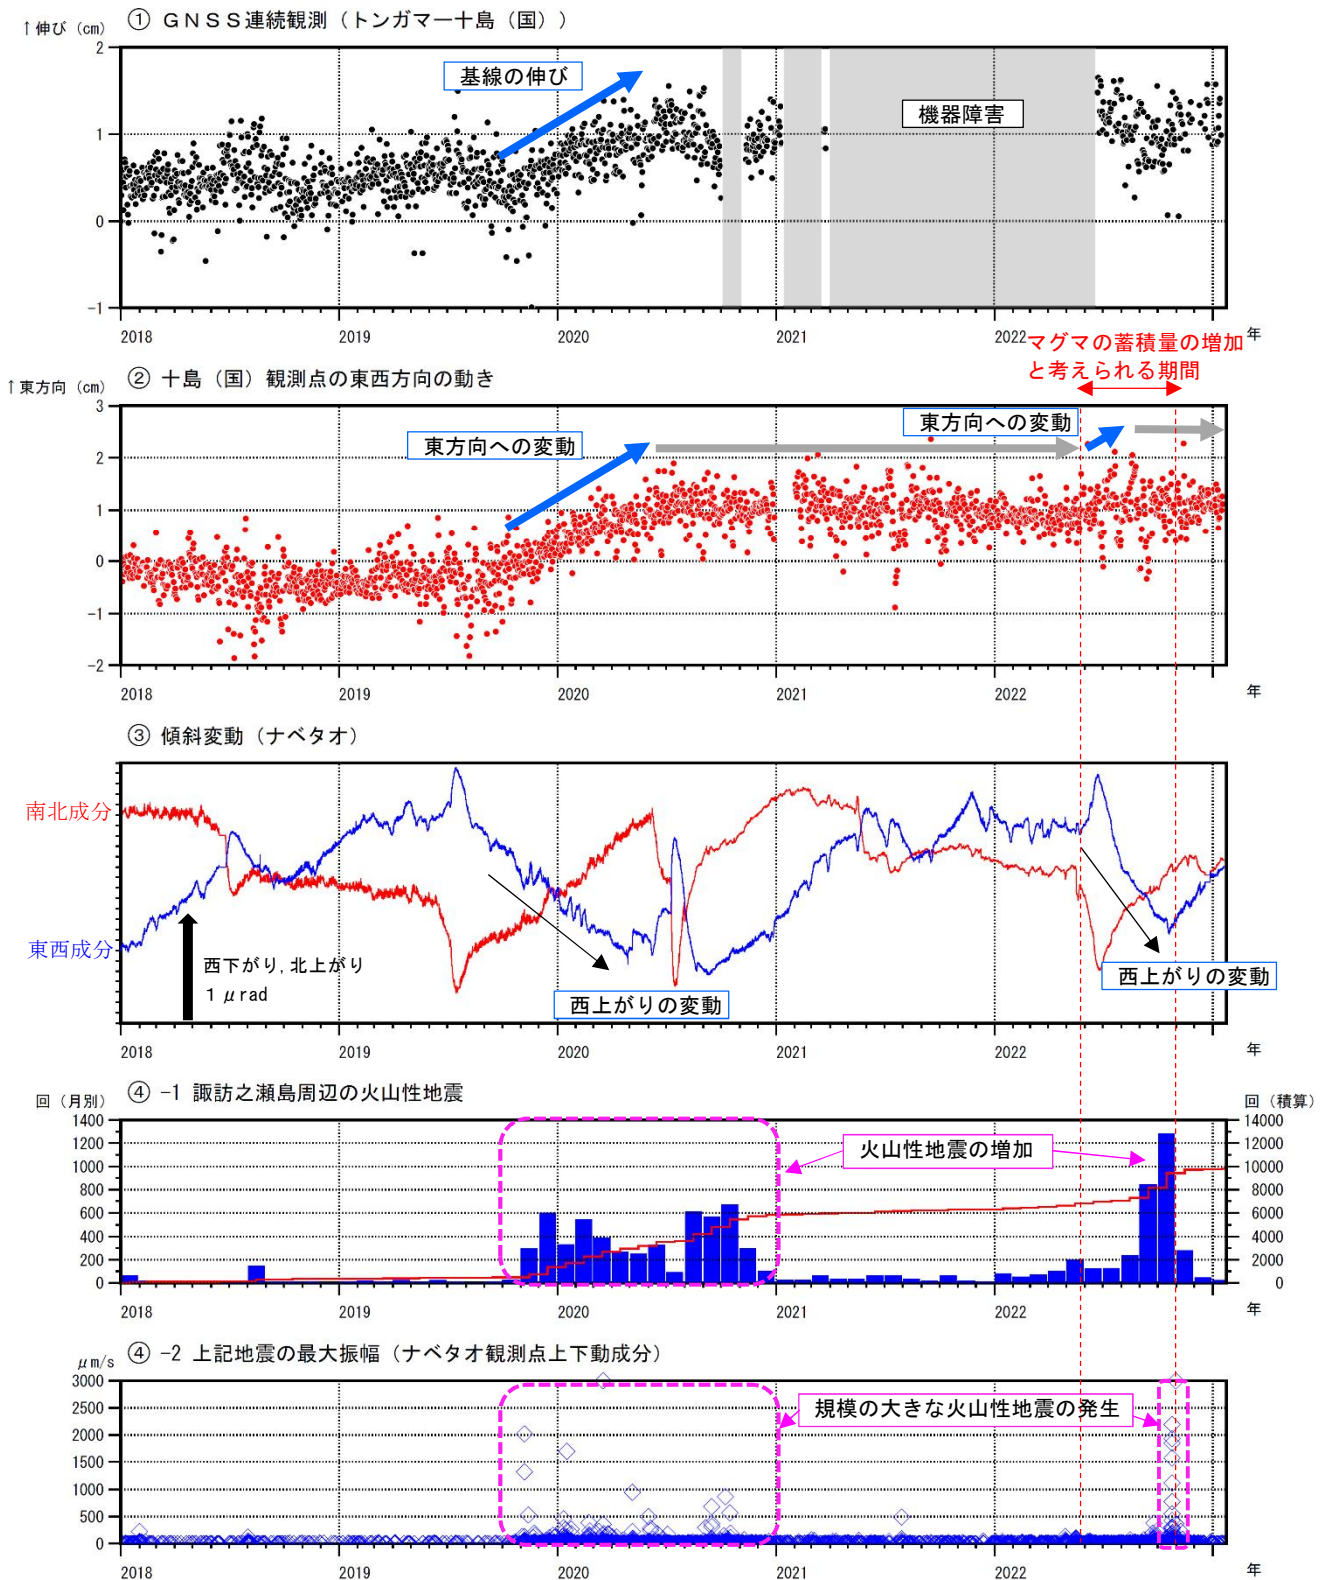 ① ＧＮＳＳ連続観測（トンガマー十島（国））
↑伸び（cm）
2
1
0
-1
基線の伸び
機器障害
2018 2019 2020 2021 2022 年
マグマの蓄積量の増加
と考えられる期間
② 十島（国）観測点の東西方向の動き
↑東方向（cm）
3
2
1
0
-1
-2
東方向への変動
東方向への変動
2018 2019 2020 2021 2022 年
③ 傾斜変動（ナベタオ）
南北成分
東西成分
西下がり,北上がり
１μrad
西上がりの変動
西上がりの変動
2018 2019 2020 2021 2022 年
④ -1 諏訪之瀬島周辺の火山性地震
回（月別） 回（積算）
1400 14000
1200 12000
1000 10000
800 8000
600 6000
400 4000
200 2000
0 0
火山性地震の増加
2018 2019 2020 2021 2022 年
④ -2 上記地震の最大振幅（ナベタオ観測点上下動成分）
μm/s
3000
2500
2000
1500
1000
500
0
規模の大きな火山性地震の発生
2018 2019 2020 2021 2022 年